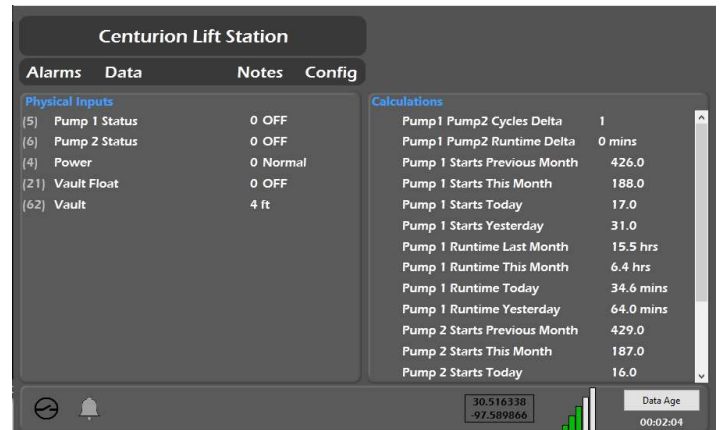 Centurion Lift Station
Alarms Data Notes Config
Physical Inputs
(5) Pump 1 Status 0 OFF
(6) Pump 2 Status 0 OFF
(4) Power 0 Normal
(21) Vault Float 0 OFF
(62) Vault 4 ft
Calculations
Pump1 Pump2 Cycles Delta 1
Pump1 Pump2 Runtime Delta 0 mins
Pump 1 Starts Previous Month 426.0
Pump 1 Starts This Month 188.0
Pump 1 Starts Today 17.0
Pump 1 Starts Yesterday 31.0
Pump 1 Runtime Last Month 15.5 hrs
Pump 1 Runtime This Month 6.4 hrs
Pump 1 Runtime Today 34.6 mins
Pump 1 Runtime Yesterday 64.0 mins
Pump 2 Starts Previous Month 429.0
Pump 2 Starts This Month 187.0
Pump 2 Starts Today 16.0
30.516338
-97.589866
Data Age
00:02:04